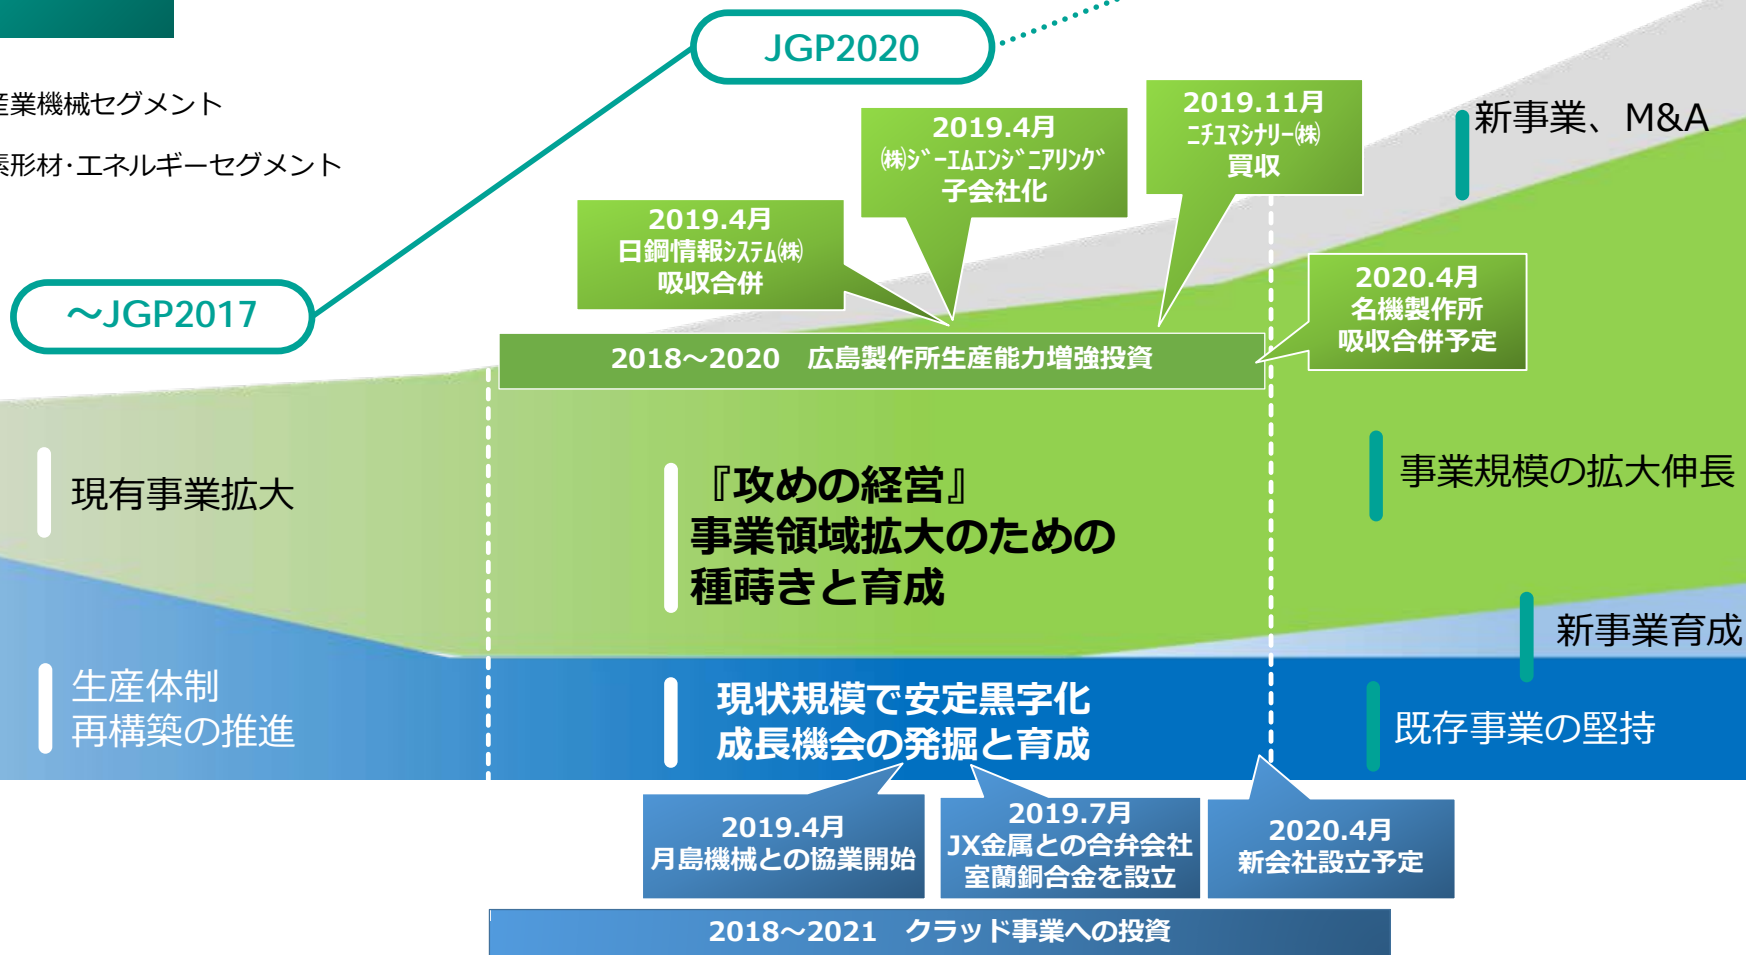 JGP2020
産業機械セグメント
素形材･エネルギーセグメント
～JGP2017
2019.4月
日鋼情報ｼｽﾃﾑ㈱
吸収合併
2019.4月
㈱ｼﾞｰｴﾑｴﾝｼﾞﾆｱﾘﾝｸﾞ
子会社化
2019.11月
ﾆﾁﾕﾏｼﾅﾘｰ㈱
買収
新事業、M&A
2020.4月
名機製作所
吸収合併予定
2018～2020　広島製作所生産能力増強投資
現有事業拡大
『攻めの経営』
事業領域拡大のための
種蒔きと育成
事業規模の拡大伸長
新事業育成
生産体制
再構築の推進
現状規模で安定黒字化
成長機会の発掘と育成
既存事業の堅持
2019.4月
月島機械との協業開始
2019.7月
JX金属との合弁会社
室蘭銅合金を設立
2020.4月
新会社設立予定
2018～2021　クラッド事業への投資